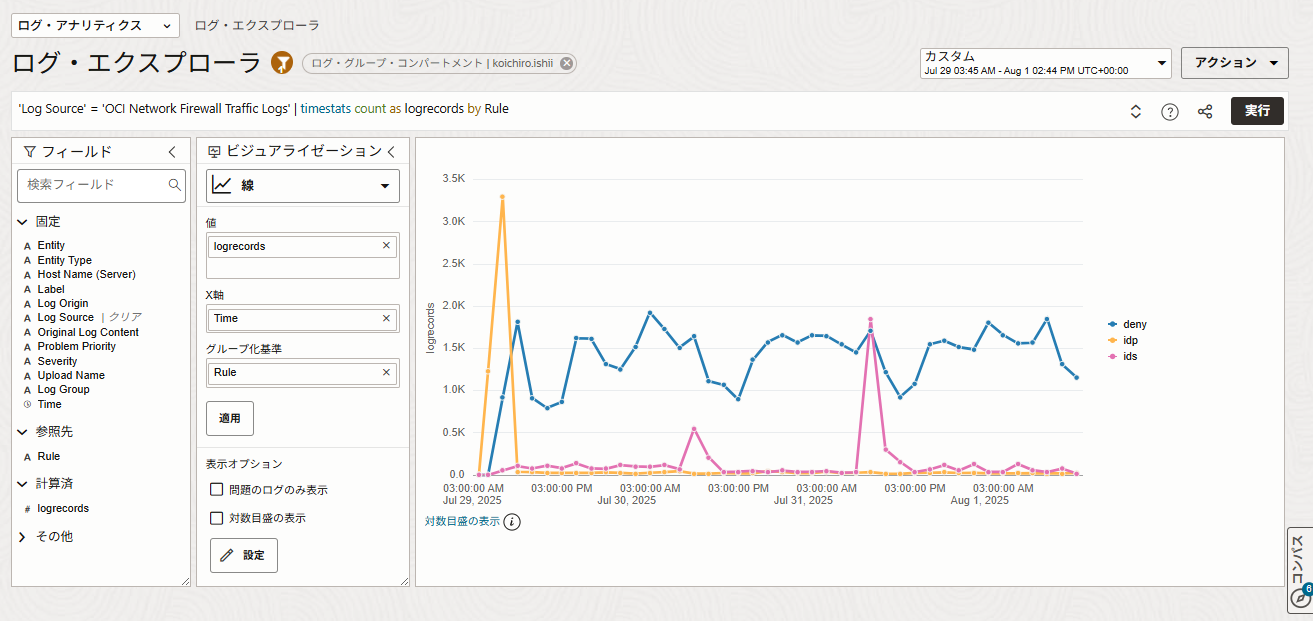 ログ・アナリティクス ログ・エクスプローラ
ログ・エクスプローラ ログ・グループ・コンパートメント | koichiro.ishii
カスタム
Jul 29 03:45 AM - Aug 1 02:44 PM UTC+00:00
アクション
'Log Source' = 'OCI Network Firewall Traffic Logs' | timestats count as logrecords by Rule
実行
フィールド
検索フィールド
固定
A Entity
A Entity Type
A Host Name (Server)
A Label
A Log Origin
A Log Source | クリア
A Original Log Content
A Problem Priority
A Severity
A Upload Name
A Log Group
Time
参照先
A Rule
計算済
# logrecords
その他
ビジュアライゼーション
線
値
logrecords
X軸
Time
グループ化基準
Rule
適用
表示オプション
問題のログのみ表示
対数目盛の表示
設定
3.5K
3.0K
2.5K
2.0K
1.5K
1.0K
0.5K
0.0
logrecords
03:00:00 AM 03:00:00 PM 03:00:00 AM 03:00:00 PM 03:00:00 AM 03:00:00 PM 03:00:00 AM
Jul 29, 2025 Jul 30, 2025 Jul 31, 2025 Aug 1, 2025
対数目盛の表示
deny
idp
ids
コンパス
6